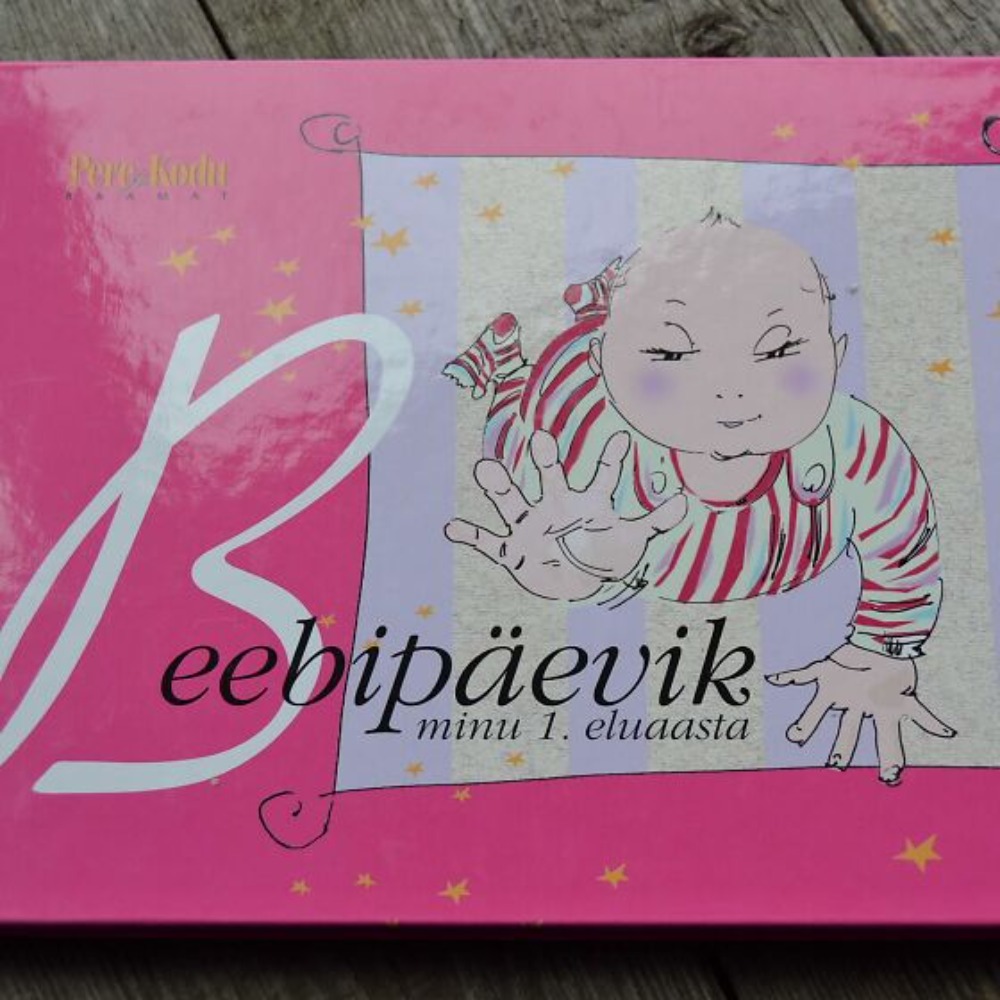 Pere & Kodu
RAAMAT
Beebipäevik
minu 1. eluaasta